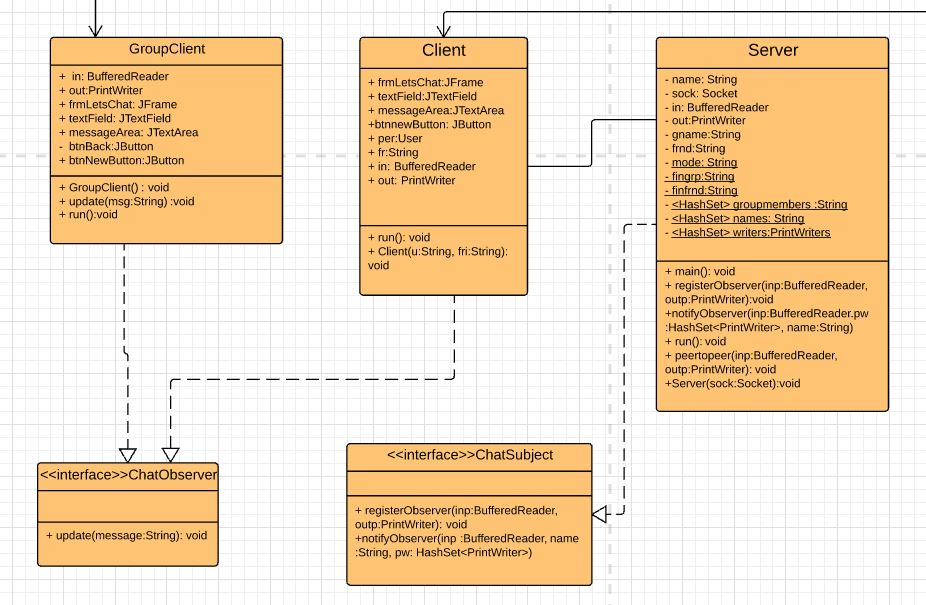 GroupClient
+  in: BufferedReader
+ out:PrintWriter
+ frmLetsChat: JFrame
+ textField: JTextField
+ messageArea: JTextArea
-  btnBack:JButton
+ btnNewButton:JButton
+ GroupClient() : void
+ update(msg:String) :void
+ run():void
Client
+ frmLetsChat:JFrame
+ textField:JTextField
+ messageArea:JTextArea
+btnnewButton: JButton
+ per:User
+ fr:String
+ in: BufferedReader
+ out: PrintWriter
+ run(): void
+ Client(u:String, fri:String):
void
Server
- name: String
- sock: Socket
- in: BufferedReader
- out:PrintWriter
- gname:String
- frnd: String
- mode: String
- fingrp:String
- finfrnd:String
- <HashSet> groupmembers :String
- <HashSet> names: String
- <HashSet> writers:PrintWriters
+ main(): void
+ registerObserver(inp:BufferedReader,
outp:PrintWriter):void
+notifyObserver(inp:BufferedReader.pw
:HashSet<PrintWriter>, name:String)
+ run(): void
+ peertopeer(inp:BufferedReader,
outp:PrintWriter): void
+Server(sock:Socket):void
<<interface>>ChatObserver
+ update(message:String): void
<<interface>>ChatSubject
+ registerObserver(inp:BufferedReader,
outp:PrintWriter): void
+notifyObserver(inp :BufferedReader, name
:String, pw: HashSet<PrintWriter>)